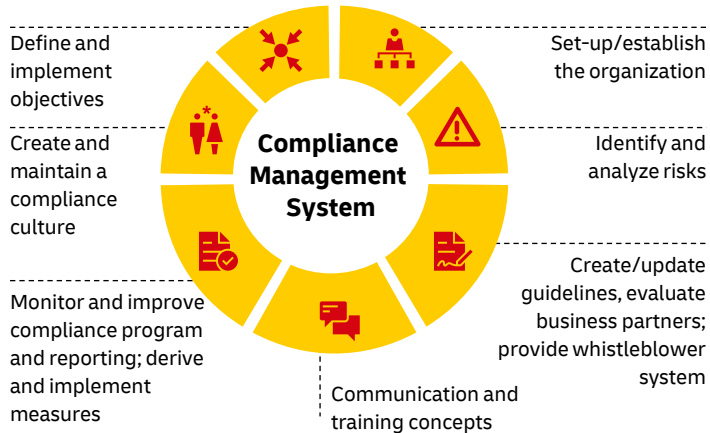 Define and
implement
objectives
Set-up/establish
the organization
Create and
maintain a
compliance
culture
*
Compliance
Management
System
Identify and
analyze risks
Monitor and improve
compliance program
and reporting; derive
and implement
measures
Create/update
guidelines, evaluate
business partners;
provide whistleblower
system
Communication and
training concepts